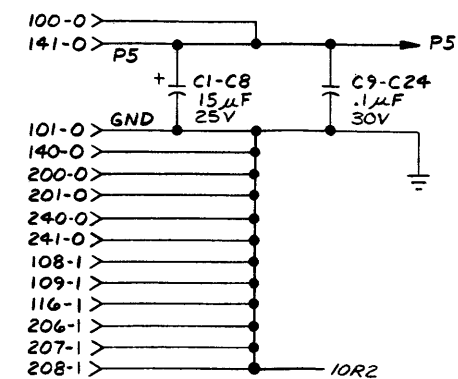 100-0
141-0 P5 P5
+ C1-C8 C9-C24
15µF .1µF
25V 30V
101-0 GND
140-0
200-0
201-0
240-0
241-0
108-1
109-1
116-1
206-1
207-1
208-1 10R2